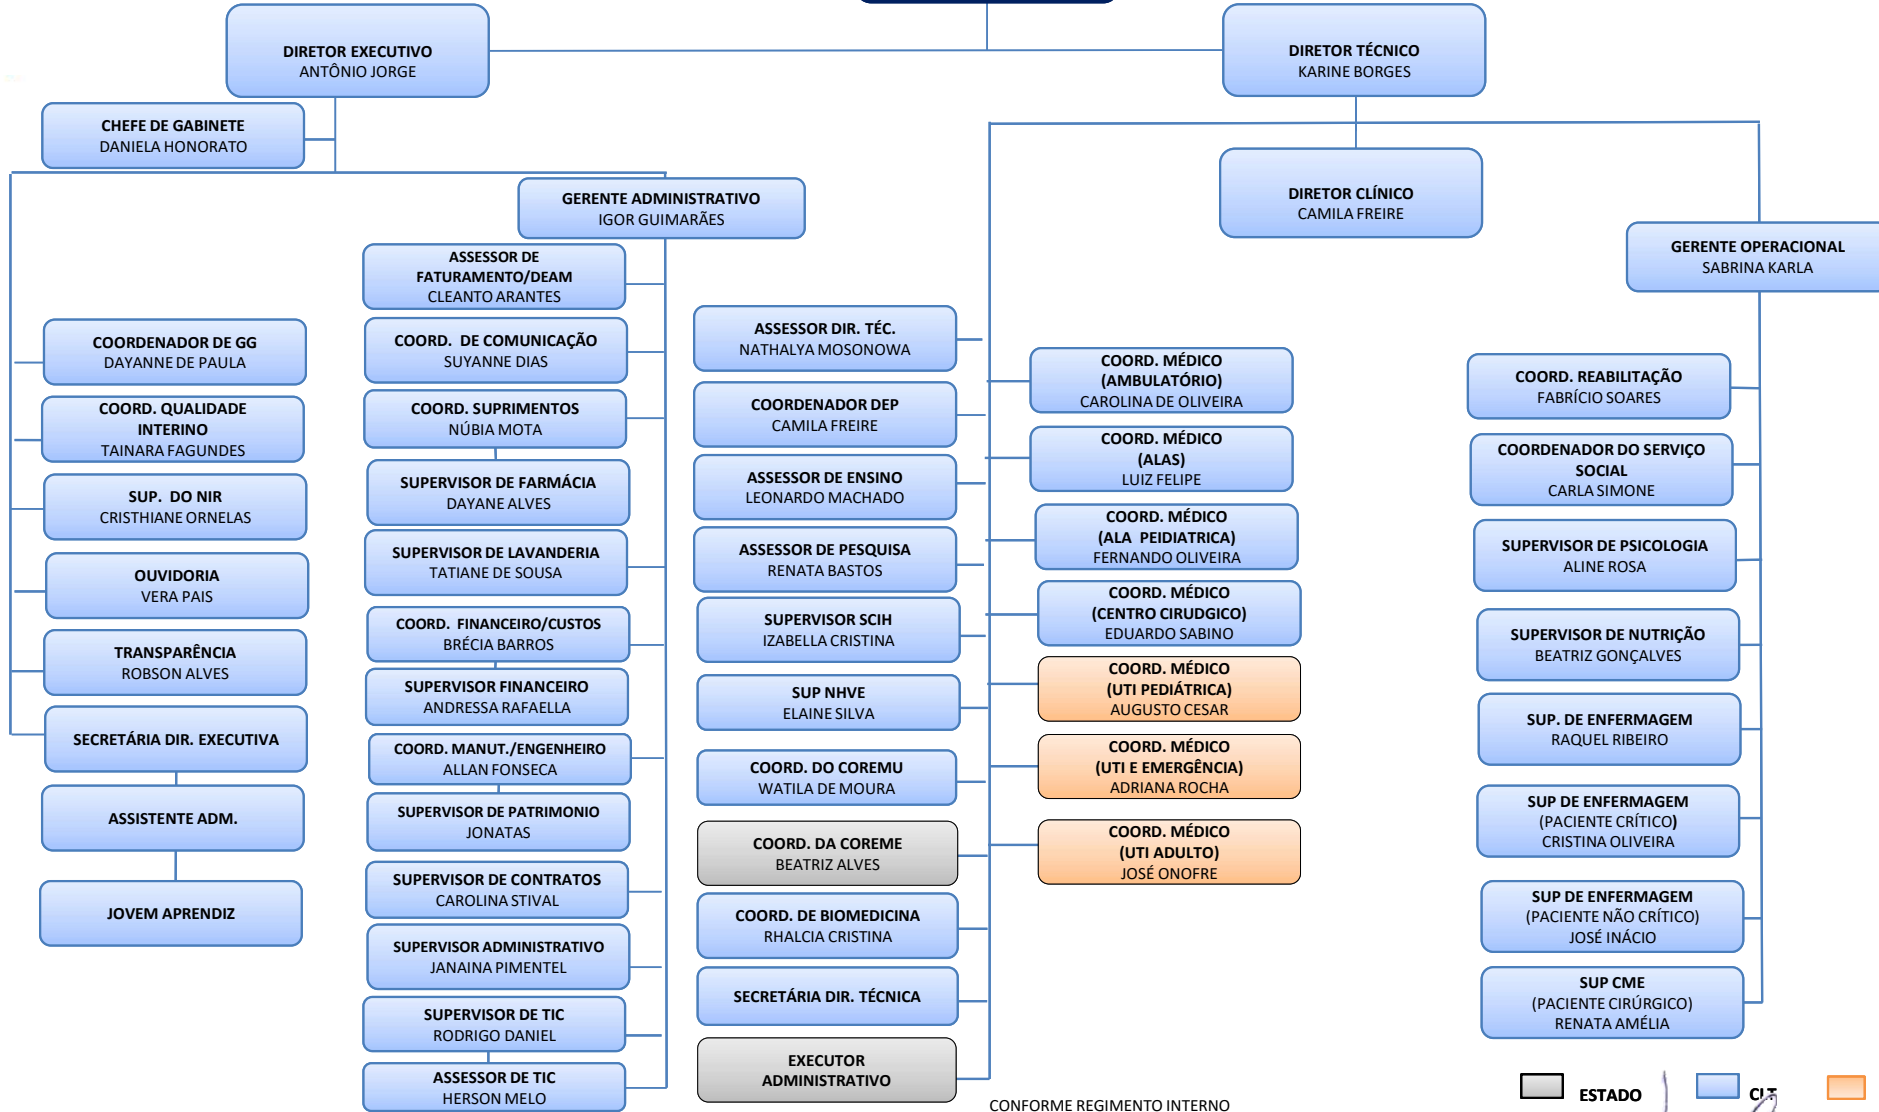 DIRETOR EXECUTIVO
ANTÔNIO JORGE
DIRETOR TÉCNICO
KARINE BORGES
CHEFE DE GABINETE
DANIELA HONORATO
DIRETOR CLÍNICO
CAMILA FREIRE
GERENTE ADMINISTRATIVO
IGOR GUIMARÃES
GERENTE OPERACIONAL
SABRINA KARLA
COORDENADOR DE GG
DAYANNE DE PAULA
COORD. QUALIDADE
INTERINO
TAINARA FAGUNDES
SUP. DO NIR
CRISTHIANE ORNELAS
OUVIDORIA
VERA PAIS
TRANSPARÊNCIA
ROBSON ALVES
SECRETÁRIA DIR. EXECUTIVA
ASSISTENTE ADM.
JOVEM APRENDIZ
ASSESSOR DE
FATURAMENTO/DEAM
CLEANTO ARANTES
COORD. DE COMUNICAÇÃO
SUYANNE DIAS
COORD. SUPRIMENTOS
NÚBIA MOTA
SUPERVISOR DE FARMÁCIA
DAYANE ALVES
SUPERVISOR DE LAVANDERIA
TATIANE DE SOUSA
COORD. FINANCEIRO/CUSTOS
BRÉCIA BARROS
SUPERVISOR FINANCEIRO
ANDRESSA RAFAELLA
COORD. MANUT./ENGENHEIRO
ALLAN FONSECA
SUPERVISOR DE PATRIMONIO
JONATAS
SUPERVISOR DE CONTRATOS
CAROLINA STIVAL
SUPERVISOR ADMINISTRATIVO
JANAINA PIMENTEL
SUPERVISOR DE TIC
RODRIGO DANIEL
ASSESSOR DE TIC
HERSON MELO
ASSESSOR DIR. TÉC.
NATHALYA MOSONOWA
COORDENADOR DEP
CAMILA FREIRE
ASSESSOR DE ENSINO
LEONARDO MACHADO
ASSESSOR DE PESQUISA
RENATA BASTOS
SUPERVISOR SCIH
IZABELLA CRISTINA
SUP NHVE
ELAINE SILVA
COORD. DO COREMU
WATILA DE MOURA
COORD. DA COREME
BEATRIZ ALVES
COORD. DE BIOMEDICINA
RHALCIA CRISTINA
SECRETÁRIA DIR. TÉCNICA
EXECUTOR
ADMINISTRATIVO
COORD. MÉDICO
(AMBULATÓRIO)
CAROLINA DE OLIVEIRA
COORD. MÉDICO
(ALAS)
LUIZ FELIPE
COORD. MÉDICO
(ALA PEIDIATRICA)
FERNANDO OLIVEIRA
COORD. MÉDICO
(CENTRO CIRUDGICO)
EDUARDO SABINO
COORD. MÉDICO
(UTI PEDIÁTRICA)
AUGUSTO CESAR
COORD. MÉDICO
(UTI E EMERGÊNCIA)
ADRIANA ROCHA
COORD. MÉDICO
(UTI ADULTO)
JOSÉ ONOFRE
COORD. REABILITAÇÃO
FABRÍCIO SOARES
COORDENADOR DO SERVIÇO
SOCIAL
CARLA SIMONE
SUPERVISOR DE PSICOLOGIA
ALINE ROSA
SUPERVISOR DE NUTRIÇÃO
BEATRIZ GONÇALVES
SUP. DE ENFERMAGEM
RAQUEL RIBEIRO
SUP DE ENFERMAGEM
(PACIENTE CRÍTICO)
CRISTINA OLIVEIRA
SUP DE ENFERMAGEM
(PACIENTE NÃO CRÍTICO)
JOSÉ INÁCIO
SUP CME
(PACIENTE CIRÚRGICO)
RENATA AMÉLIA
ESTADO
CLT
CONFORME REGIMENTO INTERNO